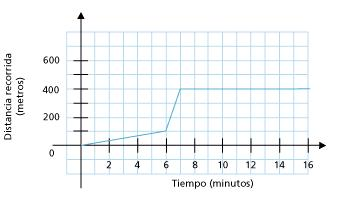 Distancia recorrida
(metros)
600
400
200
0
2 4 6 8 10 12 14 16
Tiempo (minutos)